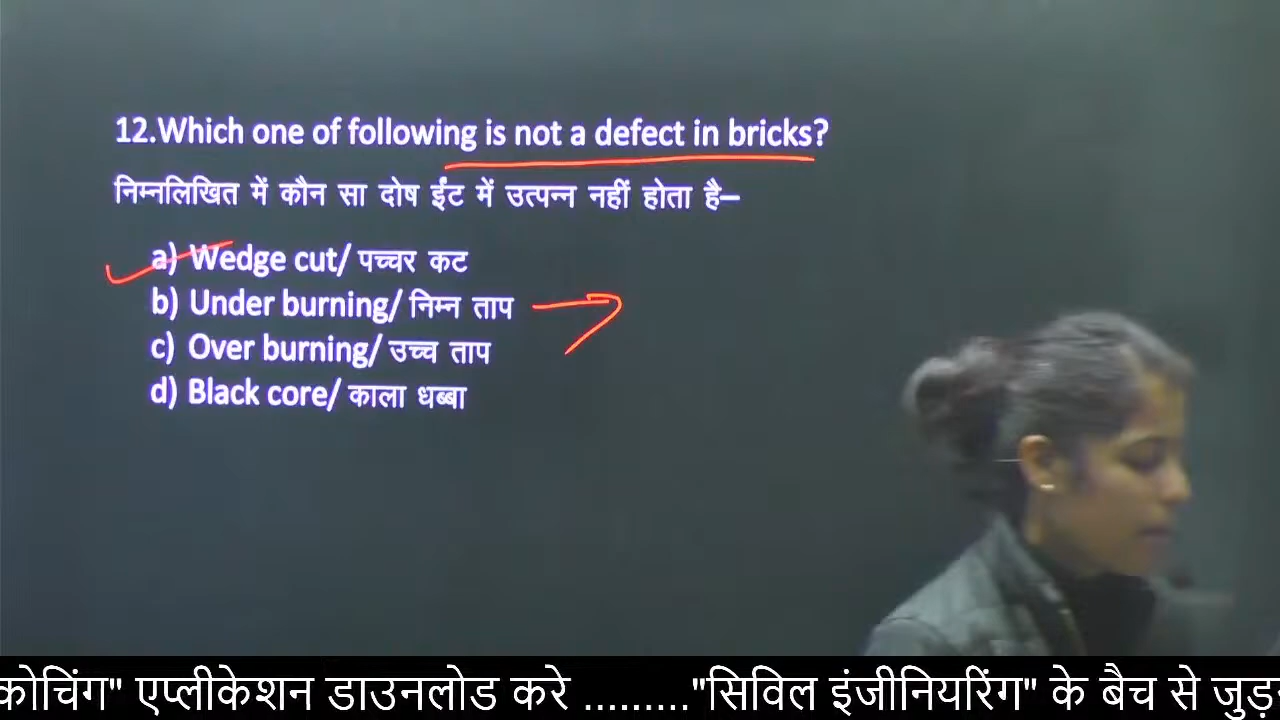 12.Which one of following is not a defect in bricks?
निम्नलिखित में कौन सा दोष ईंट में उत्पन्न नहीं होता है–
a) Wedge cut/ पच्चर कट
b) Under burning/ निम्न ताप
c) Over burning/ उच्च ताप
d) Black core/ काला धब्बा
कोचिंग" एप्लीकेशन डाउनलोड करे ........."सिविल इंजीनियरिंग" के बैच से